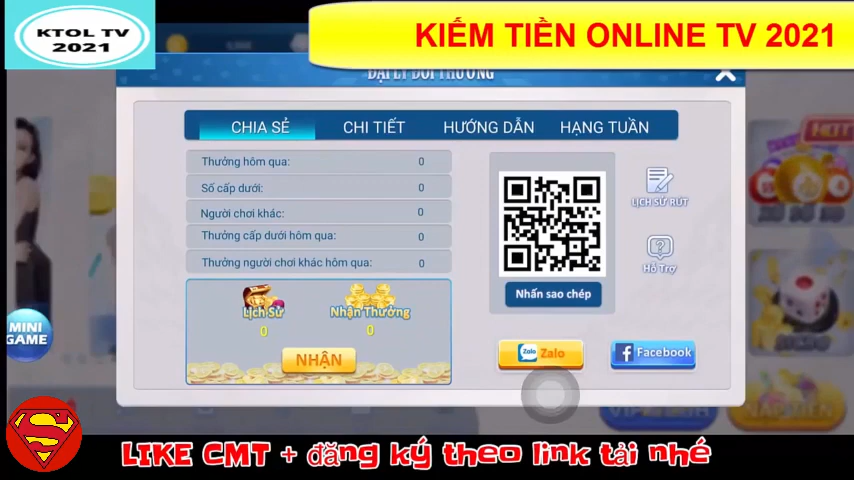 KTOL TV
2021
KIẾM TIỀN ONLINE TV 2021
ĐẠI LÝ ĐỔI THƯỞNG
CHIA SẺ
CHI TIẾT
HƯỚNG DẪN
HẠNG TUẦN
Thưởng hôm qua: 0
Số cấp dưới: 0
Người chơi khác: 0
Thưởng cấp dưới hôm qua: 0
Thưởng người chơi khác hôm qua: 0
Lịch Sử
0
Nhận Thưởng
0
NHẬN
Nhấn sao chép
LỊCH SỬ RÚT
Hỗ Trợ
Zalo
Zalo
Facebook
HOT
MINI
GAME
NẠP TIỀN
LIKE CMT + đăng ký theo link tải nhé